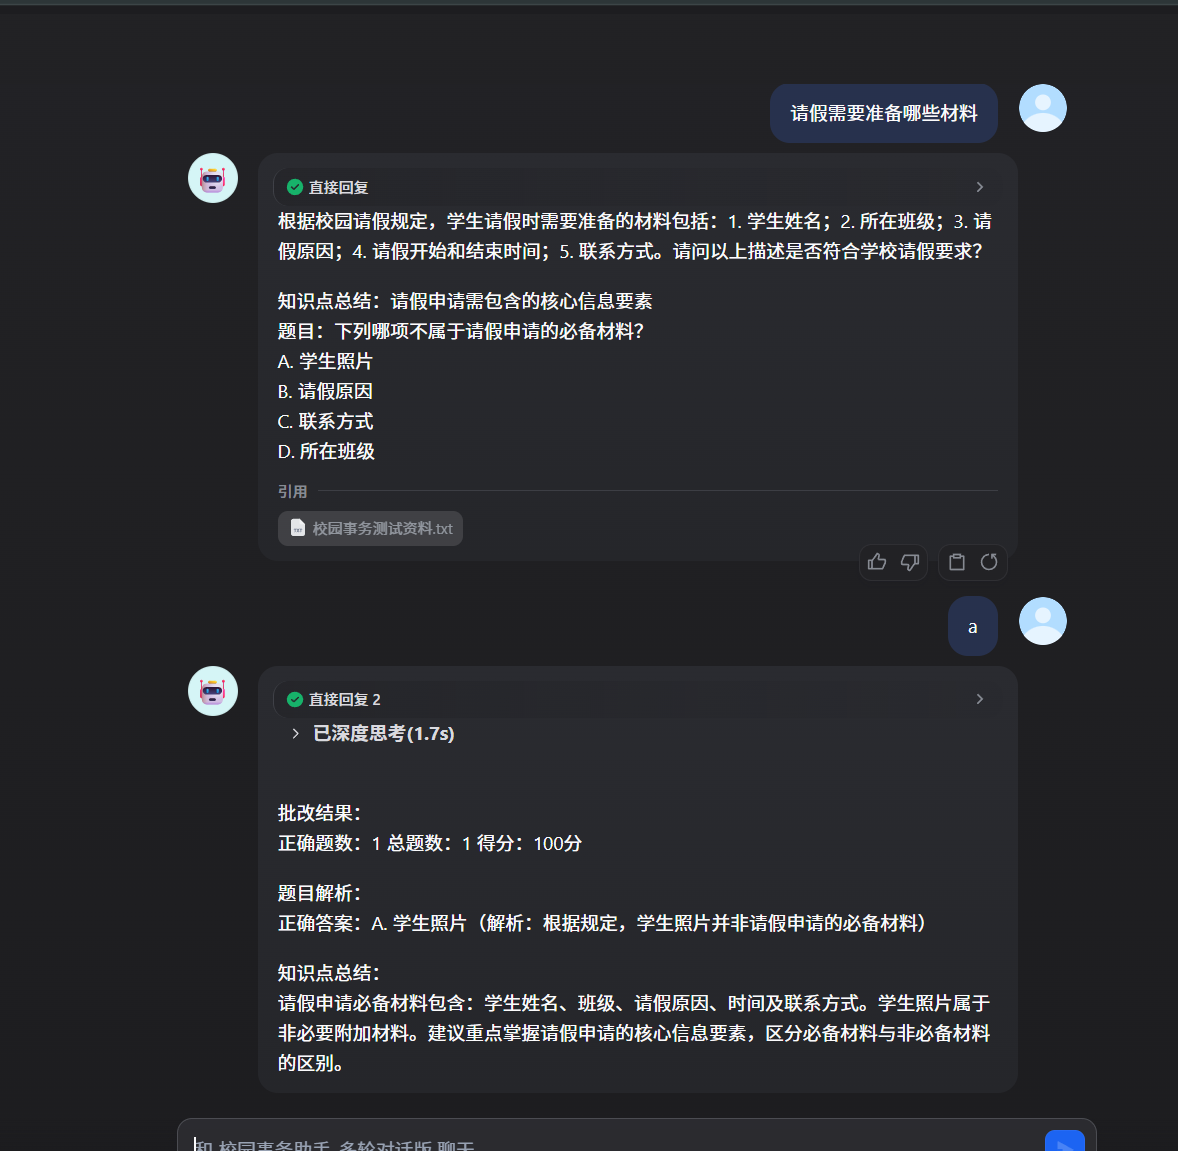 请假需要准备哪些材料
直接回复
根据校园请假规定，学生请假时需要准备的材料包括：1. 学生姓名；2. 所在班级；3. 请
假原因；4. 请假开始和结束时间；5. 联系方式。请问以上描述是否符合学校请假要求？
知识点总结：请假申请需包含的核心信息要素
题目：下列哪项不属于请假申请的必备材料？
A. 学生照片
B. 请假原因
C. 联系方式
D. 所在班级
引用
校园事务测试资料.txt
a
直接回复 2
已深度思考(1.7s)
批改结果：
正确题数：1 总题数：1 得分：100分
题目解析：
正确答案：A. 学生照片（解析：根据规定，学生照片并非请假申请的必备材料）
知识点总结：
请假申请必备材料包含：学生姓名、班级、请假原因、时间及联系方式。学生照片属于
非必要附加材料。建议重点掌握请假申请的核心信息要素，区分必备材料与非必备材料
的区别。
和 校园事务助手 多轮对话版 聊天